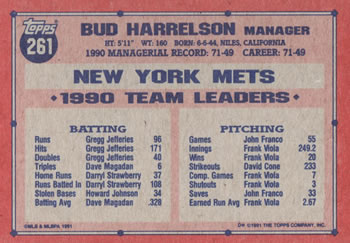 Topps
261
BUD HARRELSON MANAGER
HT: 5'11" WT: 160 BORN: 6-6-44, NILES, CALIFORNIA
1990 MANAGERIAL RECORD: 71-49 CAREER: 71-49
NEW YORK METS
•1990 TEAM LEADERS•
BATTING
Runs Gregg Jefferies 96
Hits Gregg Jefferies 171
Doubles Gregg Jefferies 40
Triples Dave Magadan 6
Home Runs Darryl Strawberry 37
Runs Batted In Darryl Strawberry 108
Stolen Bases Howard Johnson 34
Batting Avg Dave Magadan .328
PITCHING
Games John Franco 55
Innings Frank Viola 249.2
Wins Frank Viola 20
Strikeouts David Cone 233
Comp. Games Frank Viola 7
Shutouts Frank Viola 3
Saves John Franco 33
Earned Run Avg Frank Viola 2.67
©MLB & MLBPA 1991
D* ©1991 THE TOPPS COMPANY, INC.